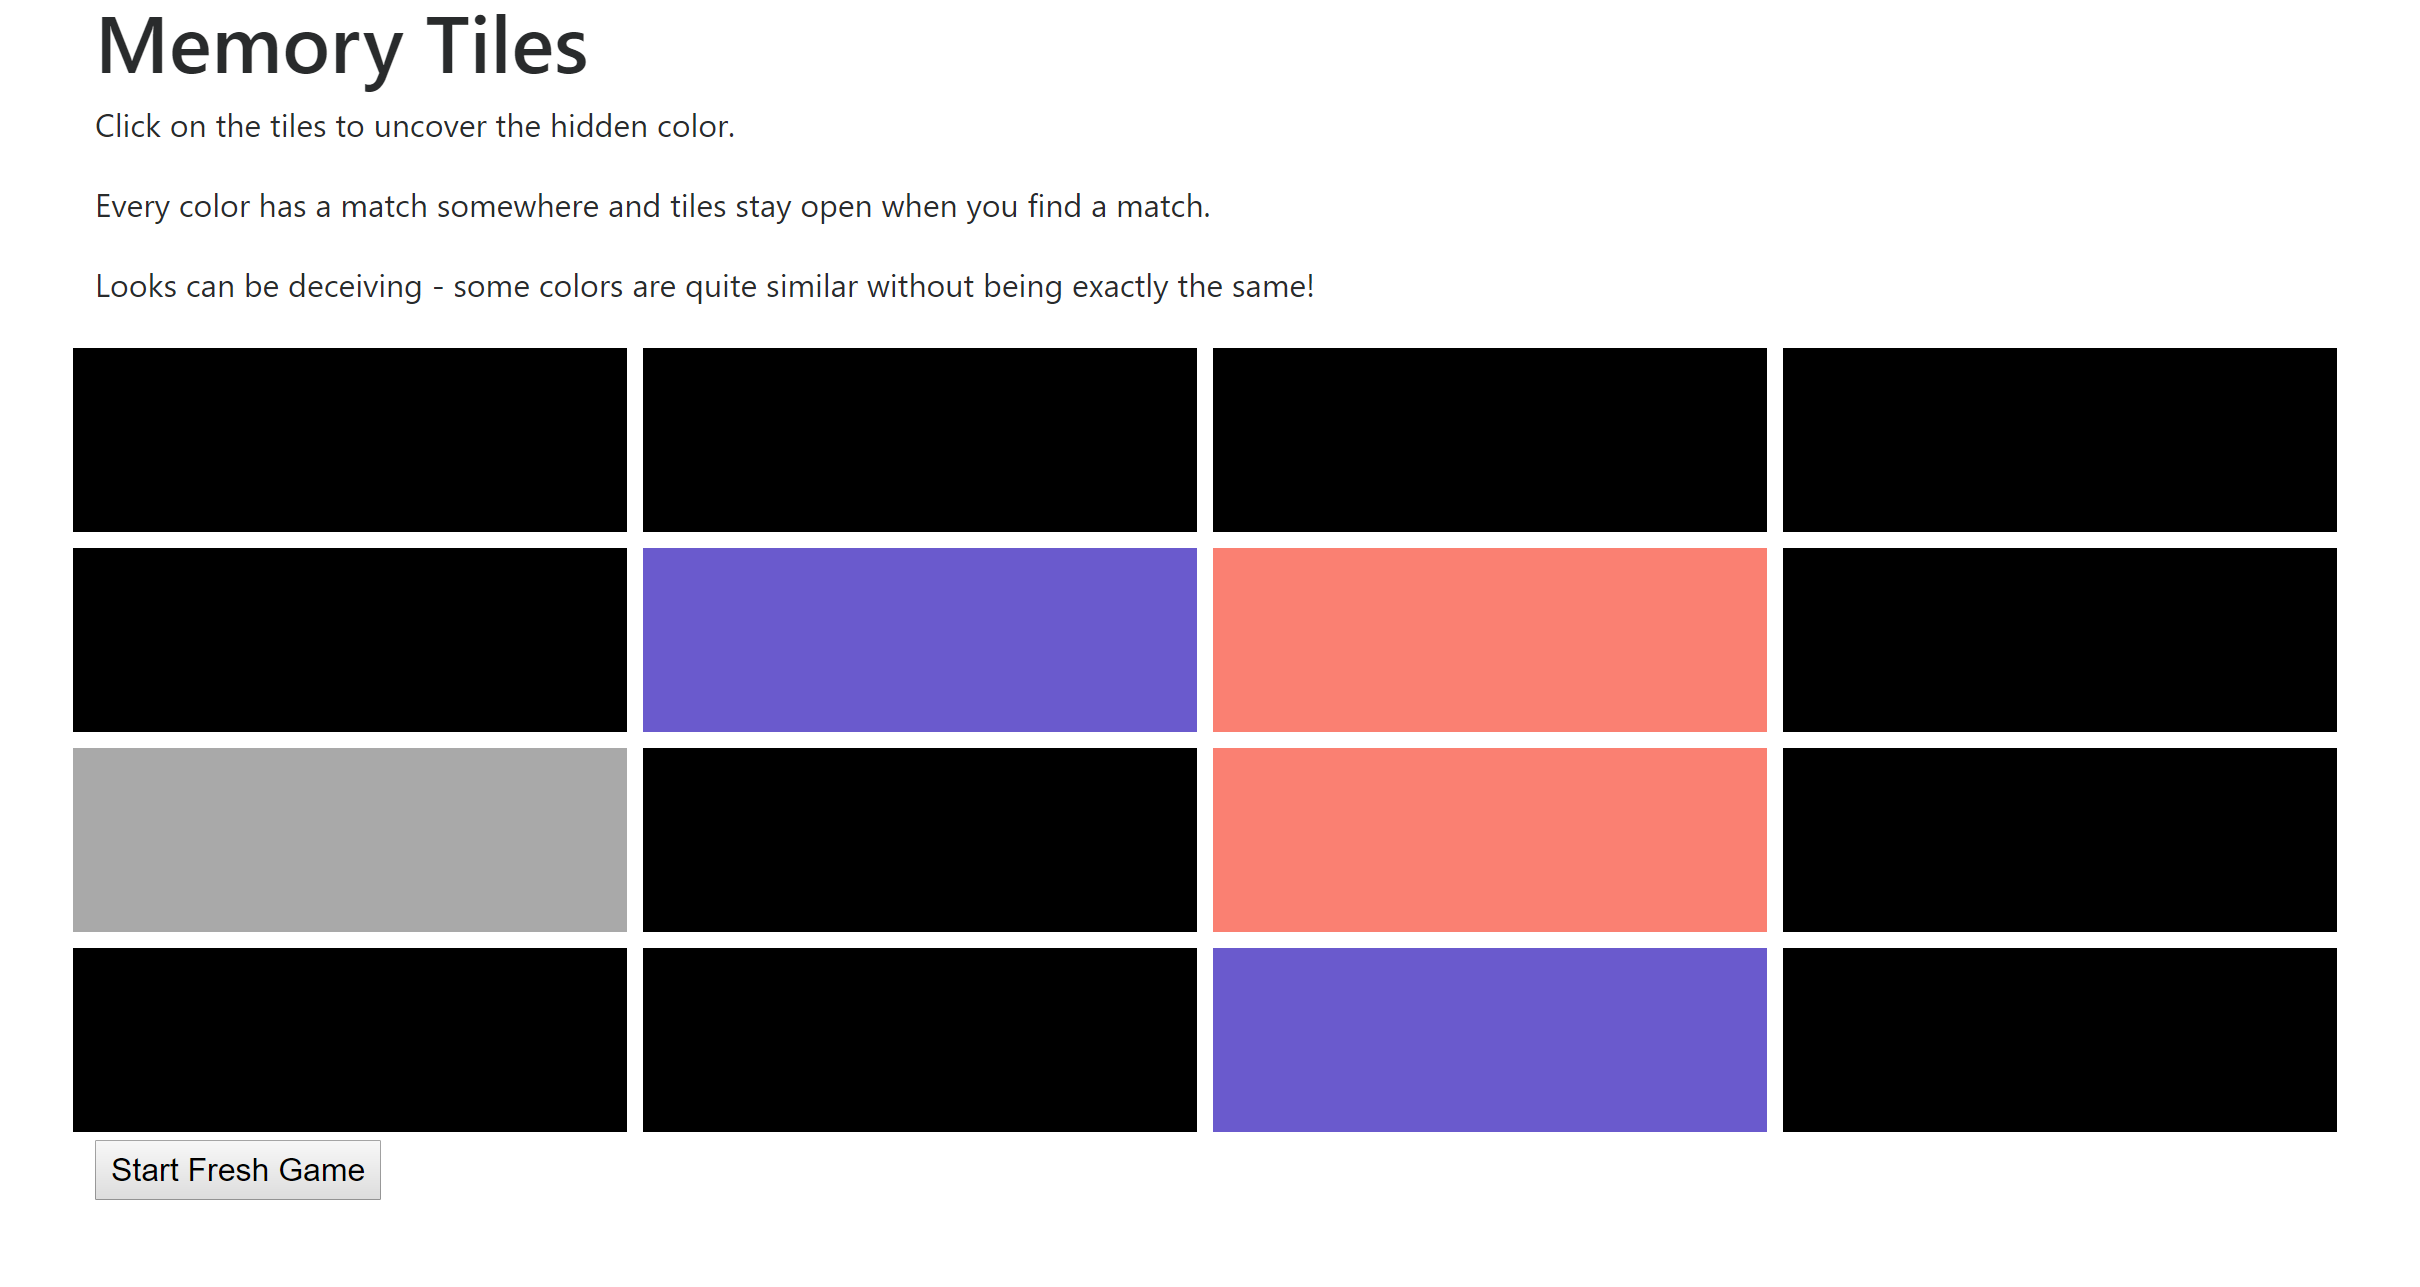 Memory Tiles
Click on the tiles to uncover the hidden color.
Every color has a match somewhere and tiles stay open when you find a match.
Looks can be deceiving - some colors are quite similar without being exactly the same!
Start Fresh Game